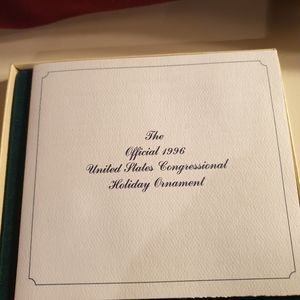 The
Official 1996
United States Congressional
Holiday Ornament